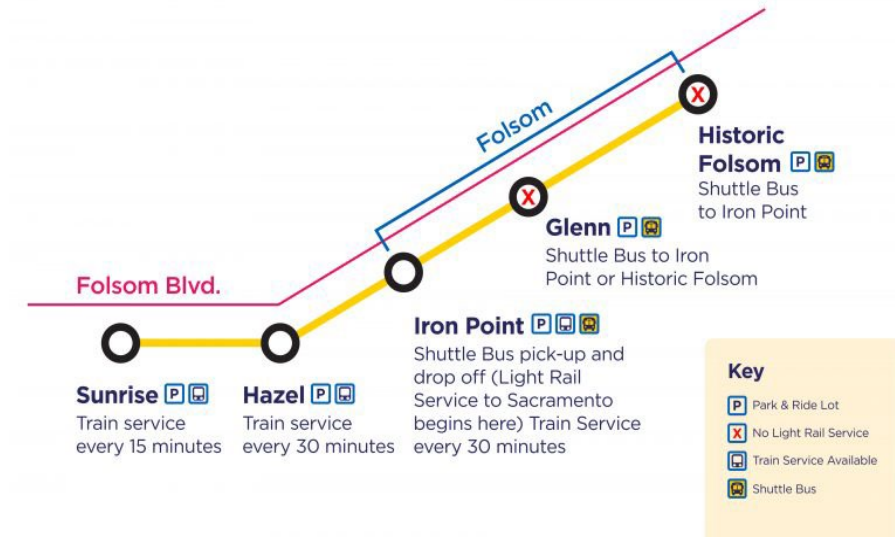 Folsom
X
Historic
Folsom P
Shuttle Bus
to Iron Point
X
Glenn P
Shuttle Bus to Iron
Point or Historic Folsom
Folsom Blvd.
Iron Point P
Shuttle Bus pick-up and
drop off (Light Rail
Service to Sacramento
begins here) Train Service
every 30 minutes
Sunrise P
Train service
every 15 minutes
Hazel P
Train service
every 30 minutes
Key
P Park & Ride Lot
X No Light Rail Service
Train Service Available
Shuttle Bus